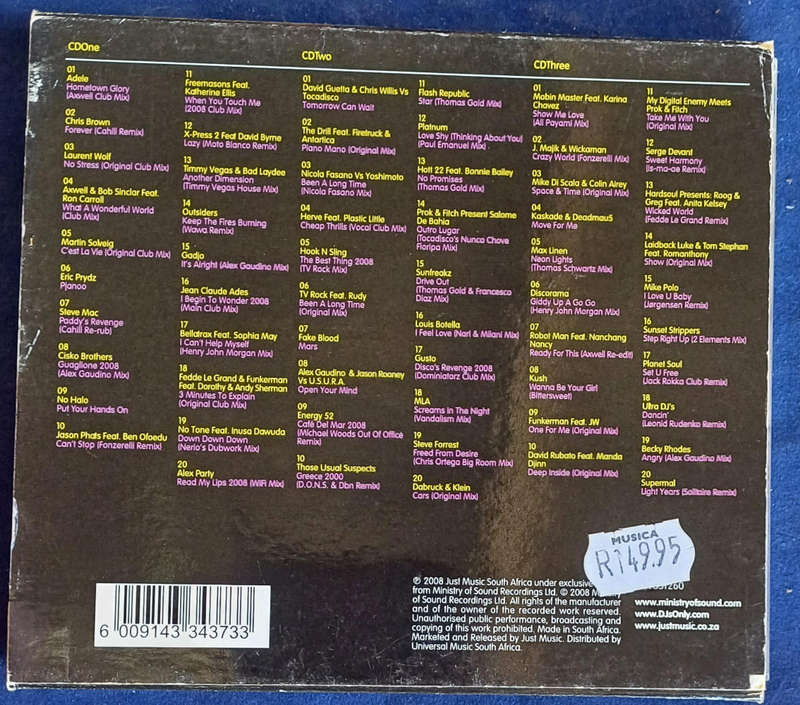 CDOne
01
Adele
Hometown Glory
(Axwell Club Mix)
02
Chris Brown
Forever (Cahill Remix)
03
Laurent Wolf
No Stress (Original Club Mix)
04
Axwell & Bob Sinclar Feat.
Ron Carroll
What A Wonderful World
(Club Mix)
05
Martin Solveig
C'est La Vie (Original Club Mix)
06
Eric Prydz
Pjanoo
07
Steve Mac
Paddy's Revenge
(Cahill Re-rub)
08
Cisko Brothers
Guaglione 2008
(Alex Gaudino Mix)
09
No Halo
Put Your Hands On
10
Jason Phats Feat. Ben Ofoedu
Can't Stop (Fonzerelli Remix)
11
Freemasons Feat.
Katherine Ellis
When You Touch Me
(2008 Club Mix)
12
X-Press 2 Feat David Byrne
Lazy (Moto Blanco Remix)
13
Timmy Vegas & Bad Laydee
Another Dimension
(Timmy Vegas House Mix)
14
Outsiders
Keep The Fires Burning
(Wawa Remix)
15
Gadjo
It's Alright (Alex Gaudino Mix)
16
Jean Claude Ades
I Begin To Wonder 2008
(Main Club Mix)
17
Bellatrax Feat. Sophia May
I Can't Help Myself
(Henry John Morgan Mix)
18
Fedde Le Grand & Funkerman
Feat. Dorothy & Andy Sherman
3 Minutes To Explain
(Original Club Mix)
19
No Tone Feat. Inusa Dawuda
Down Down Down
(Nerio's Dubwork Mix)
20
Alex Party
Read My Lips 2008 (WiFi Mix)
CDTwo
01
David Guetta & Chris Willis Vs
Tocadisco
Tomorrow Can Wait
02
The Drill Feat. Firetruck &
Antartica
Piano Mano (Original Mix)
03
Nicola Fasano Vs Yoshimoto
Been A Long Time
(Nicola Fasano Mix)
04
Herve Feat. Plastic Little
Cheap Thrills (Vocal Club Mix)
05
Hook N Sling
The Best Thing 2008
(TV Rock Mix)
06
TV Rock Feat. Rudy
Been A Long Time
(Original Mix)
07
Fake Blood
Mars
08
Alex Gaudino & Jason Rooney
Vs U.S.U.R.A.
Open Your Mind
09
Energy 52
Café Del Mar 2008
(Michael Woods Out Of Office
Remix)
10
Those Usual Suspects
Greece 2000
(D.O.N.S. & Dbn Remix)
11
Flash Republic
Star (Thomas Gold Mix)
12
Platnum
Love Shy (Thinking About You)
(Paul Emanuel Mix)
13
Hott 22 Feat. Bonnie Bailey
No Promises
(Thomas Gold Mix)
14
Prok & Fitch Present Salome
De Bahia
Outro Lugar
(Tocadisco's Nunca Chove
Floripa Mix)
15
Sunfreakz
Drive Out
(Thomas Gold & Francesco
Diaz Mix)
16
Louis Botella
I Feel Love (Nari & Milani Mix)
17
Gusto
Disco's Revenge 2008
(Dominiatorz Club Mix)
18
MLA
Screams In The Night
(Vandalism Mix)
19
Steve Forrest
Freed From Desire
(Chris Ortega Big Room Mix)
20
Dabruck & Klein
Cars (Original Mix)
CDThree
01
Mobin Master Feat. Karina
Chavez
Show Me Love
(Ali Payami Mix)
02
J. Majik & Wickaman
Crazy World (Fonzerelli Mix)
03
Mike Di Scala & Colin Airey
Space & Time (Original Mix)
04
Kaskade & Deadmau5
Move For Me
05
Max Linen
Neon Lights
(Thomas Schwartz Mix)
06
Discorama
Giddy Up A Go Go
(Henry John Morgan Mix)
07
Robot Man Feat. Nanchang
Nancy
Ready For This (Axwell Re-edit)
08
Kush
Wanna Be Your Girl
(Bittersweet)
09
Funkerman Feat. JW
One For Me (Original Mix)
10
David Rubato Feat. Manda
Djinn
Deep Inside (Original Mix)
11
My Digital Enemy Meets
Prok & Fitch
Take Me With You
(Original Mix)
12
Serge Devant
Sweet Harmony
(Is-ma-ae Remix)
13
Hardsoul Presents: Roog &
Greg Feat. Anita Kelsey
Wicked World
(Fedde Le Grand Remix)
14
Laidback Luke & Tom Stephan
Feat. Romanthony
Show (Original Mix)
15
Mike Polo
I Love U Baby
(Jørgensen Remix)
16
Sunset Strippers
Step Right Up (2 Elements Mix)
17
Planet Soul
Set U Free
(Jack Rokka Club Remix)
18
Ultra DJ's
Dancin'
(Leonid Rudenko Remix)
19
Becky Rhodes
Angry (Alex Gaudino Mix)
20
Supermal
Light Years (Solitaire Remix)
MUSICA
R149.95
6 009143 343733
℗ 2008 Just Music South Africa under exclusive
from Ministry of Sound Recordings Ltd. © 2008
of Sound Recordings Ltd. All rights of the manufacturer
and of the owner of the recorded work reserved.
Unauthorised public performance, broadcasting and
copying of this work prohibited. Made in South Africa.
Marketed and Released by Just Music. Distributed by
Universal Music South Africa.
www.ministryofsound.com
www.DJsOnly.com
www.justmusic.co.za